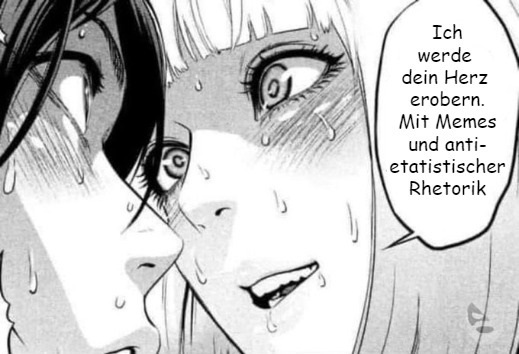 Ich
werde
dein Herz
erobern.
Mit Memes
und anti-
etatistischer
Rhetorik